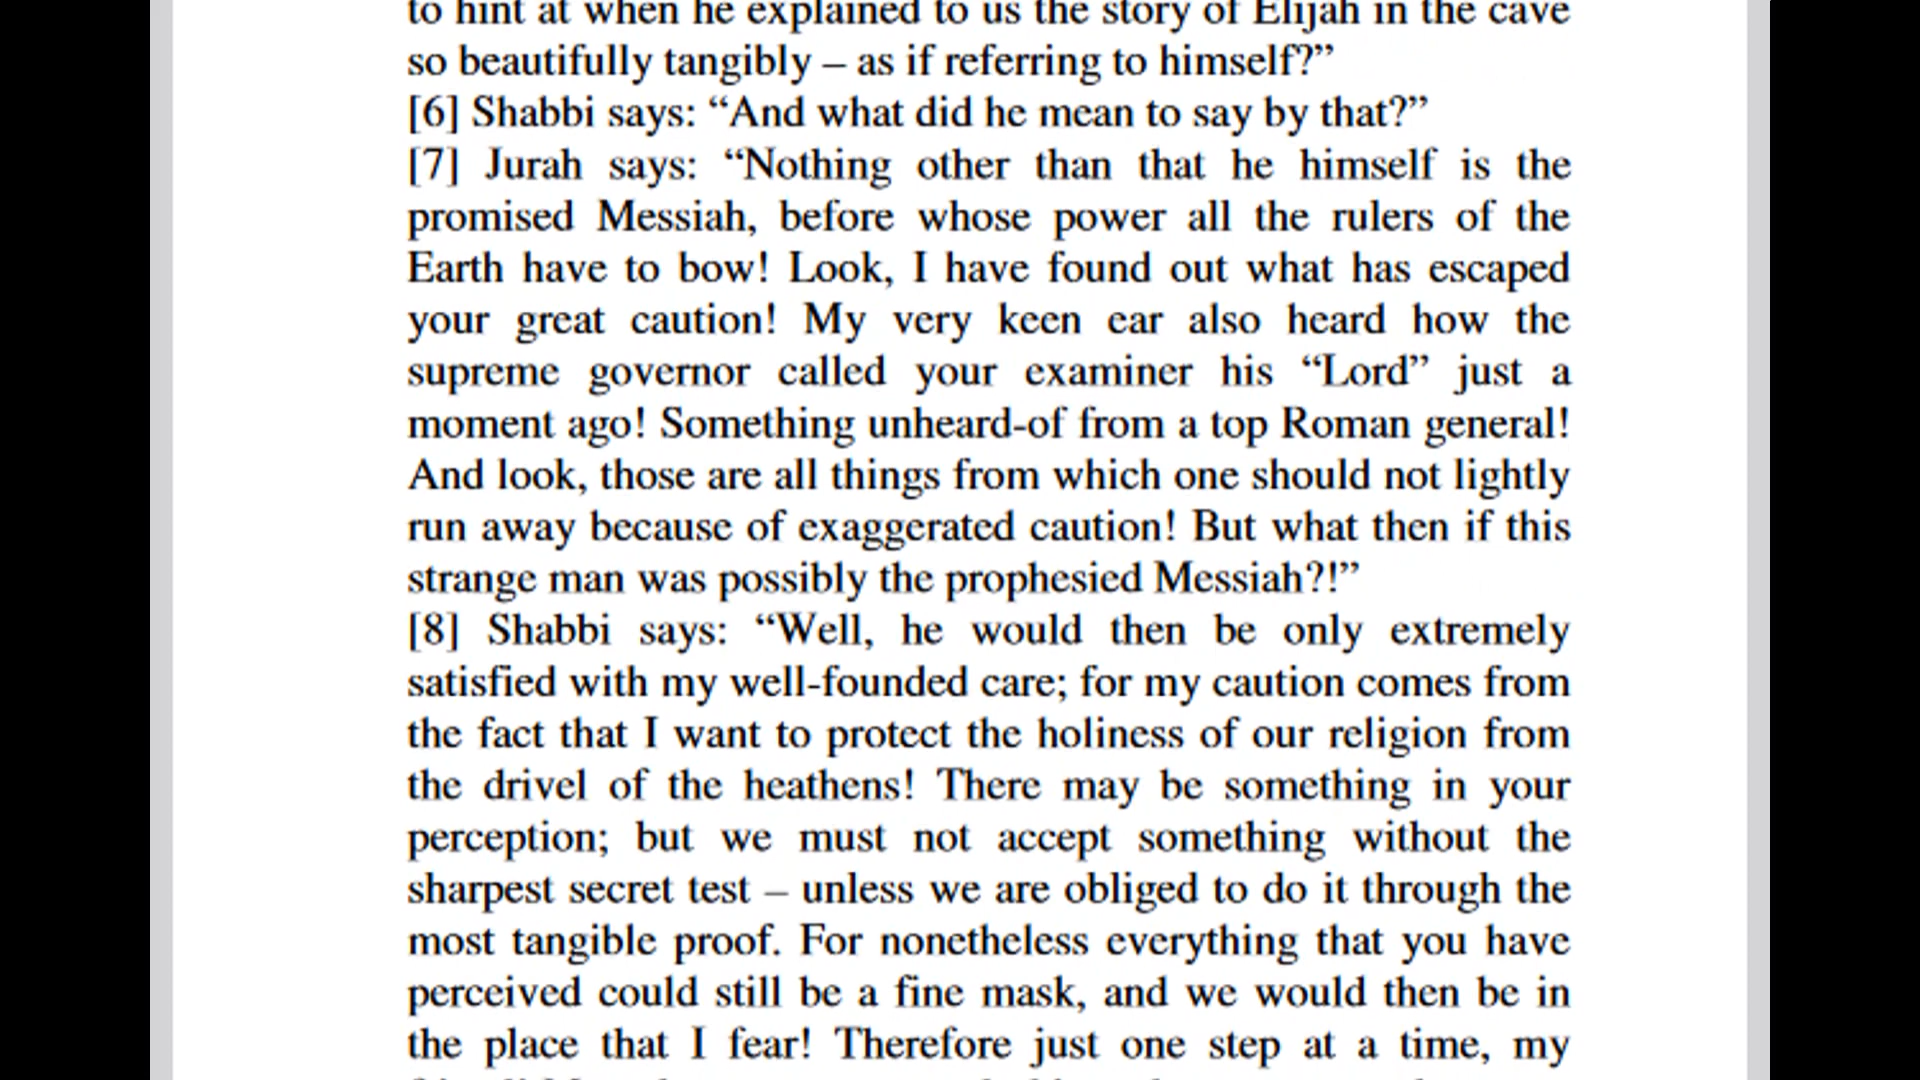 to hint at when he explained to us the story of Elijah in the cave
so beautifully tangibly – as if referring to himself?”
[6] Shabbi says: “And what did he mean to say by that?”
[7] Jurah says: “Nothing other than that he himself is the
promised Messiah, before whose power all the rulers of the
Earth have to bow! Look, I have found out what has escaped
your great caution! My very keen ear also heard how the
supreme governor called your examiner his “Lord” just a
moment ago! Something unheard-of from a top Roman general!
And look, those are all things from which one should not lightly
run away because of exaggerated caution! But what then if this
strange man was possibly the prophesied Messiah?!”
[8] Shabbi says: “Well, he would then be only extremely
satisfied with my well-founded care; for my caution comes from
the fact that I want to protect the holiness of our religion from
the drivel of the heathens! There may be something in your
perception; but we must not accept something without the
sharpest secret test – unless we are obliged to do it through the
most tangible proof. For nonetheless everything that you have
perceived could still be a fine mask, and we would then be in
the place that I fear! Therefore just one step at a time, my